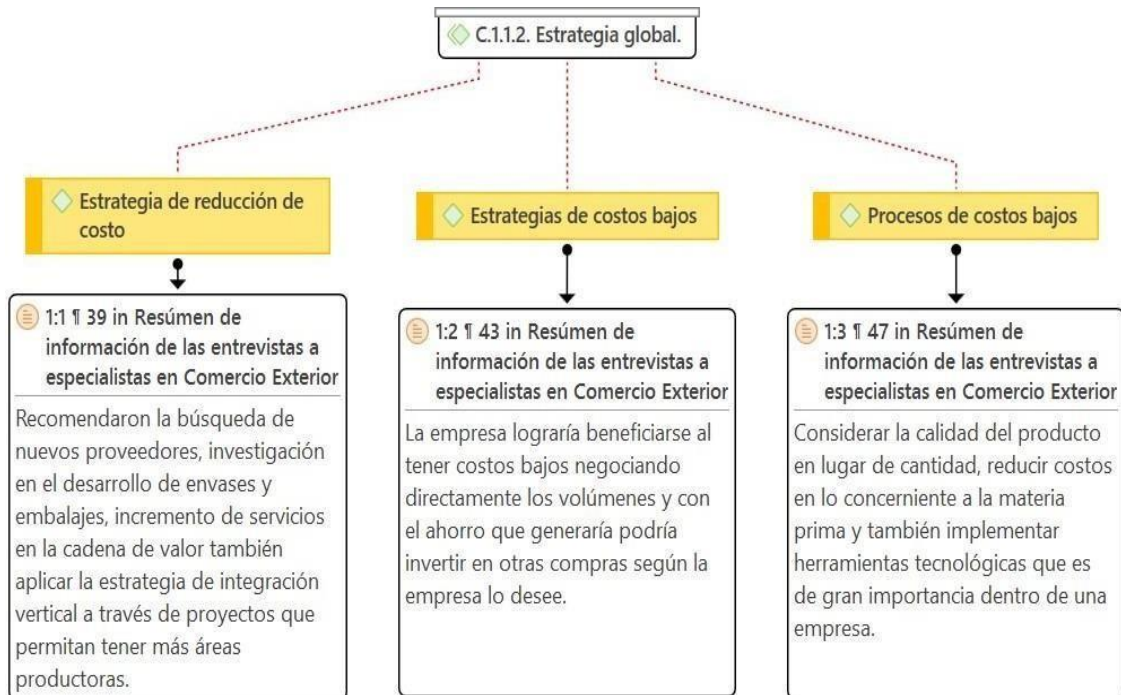 C.1.1.2. Estrategia global.
Estrategia de reducción de
costo
1:1 ¶ 39 in Resúmen de
información de las entrevistas a
especialistas en Comercio Exterior
Recomendaron la búsqueda de
nuevos proveedores, investigación
en el desarrollo de envases y
embalajes, incremento de servicios
en la cadena de valor también
aplicar la estrategia de integración
vertical a través de proyectos que
permitan tener más áreas
productoras.
Estrategias de costos bajos
1:2 ¶ 43 in Resúmen de
información de las entrevistas a
especialistas en Comercio Exterior
La empresa lograría beneficiarse al
tener costos bajos negociando
directamente los volúmenes y con
el ahorro que generaría podría
invertir en otras compras según la
empresa lo desee.
Procesos de costos bajos
1:3 ¶ 47 in Resúmen de
información de las entrevistas a
especialistas en Comercio Exterior
Considerar la calidad del producto
en lugar de cantidad, reducir costos
en lo concerniente a la materia
prima y también implementar
herramientas tecnológicas que es
de gran importancia dentro de una
empresa.